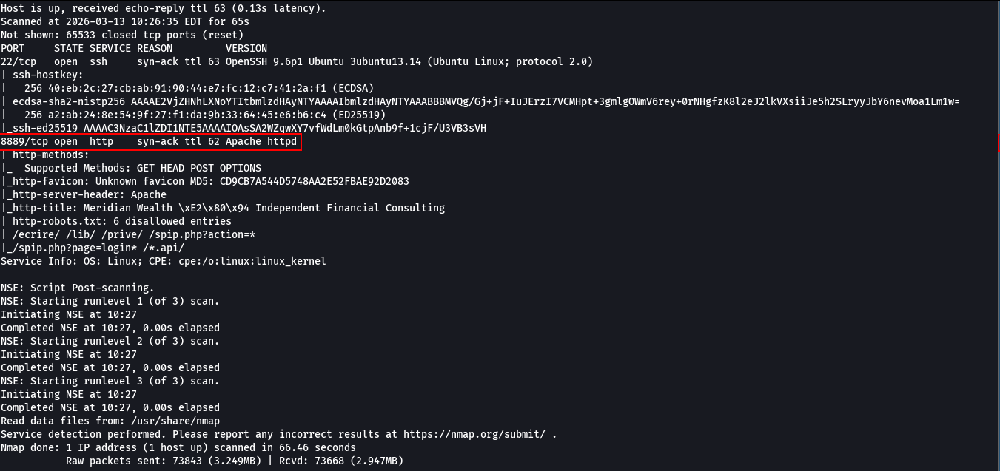 Host is up, received echo-reply ttl 63 (0.13s latency).
Scanned at 2026-03-13 10:26:35 EDT for 65s
Not shown: 65533 closed tcp ports (reset)
PORT     STATE SERVICE REASON         VERSION
22/tcp   open  ssh     syn-ack ttl 63 OpenSSH 9.6p1 Ubuntu 3ubuntu13.14 (Ubuntu Linux; protocol 2.0)
| ssh-hostkey:
|   256 40:eb:2c:27:cb:ab:91:90:44:e7:fc:12:c7:41:2a:f1 (ECDSA)
| ecdsa-sha2-nistp256 AAAAE2VjZHNhLXNoYTItbmlzdHAyNTYAAAAIbmlzdHAyNTYAAABBBMVQg/Gj+jF+IuJErzI7VCMHpt+3gmlgOWmV6rey+0rNHgfzK8l2eJ2lkVXsiiJe5h2SLryyJbY6nevMoa1Lm1w=
|   256 a2:ab:24:8e:54:9f:27:f1:da:9b:33:64:45:e6:b6:c4 (ED25519)
|_ssh-ed25519 AAAAC3NzaC1lZDI1NTE5AAAAIOAsSA2WZqwXY7vfWdLm0kGtpAnb9f+1cjF/U3VB3sVH
8889/tcp open  http    syn-ack ttl 62 Apache httpd
| http-methods:
|_  Supported Methods: GET HEAD POST OPTIONS
|_http-favicon: Unknown favicon MD5: CD9CB7A544D5748AA2E52FBAE92D2083
|_http-server-header: Apache
|_http-title: Meridian Wealth \xE2\x80\x94 Independent Financial Consulting
| http-robots.txt: 6 disallowed entries
| /ecrire/ /lib/ /prive/ /spip.php?action=*
|_/spip.php?page=login* /*.api/
Service Info: OS: Linux; CPE: cpe:/o:linux:linux_kernel

NSE: Script Post-scanning.
NSE: Starting runlevel 1 (of 3) scan.
Initiating NSE at 10:27
Completed NSE at 10:27, 0.00s elapsed
NSE: Starting runlevel 2 (of 3) scan.
Initiating NSE at 10:27
Completed NSE at 10:27, 0.00s elapsed
NSE: Starting runlevel 3 (of 3) scan.
Initiating NSE at 10:27
Completed NSE at 10:27, 0.00s elapsed
Read data files from: /usr/share/nmap
Service detection performed. Please report any incorrect results at https://nmap.org/submit/ .
Nmap done: 1 IP address (1 host up) scanned in 66.46 seconds
           Raw packets sent: 73843 (3.249MB) | Rcvd: 73668 (2.947MB)